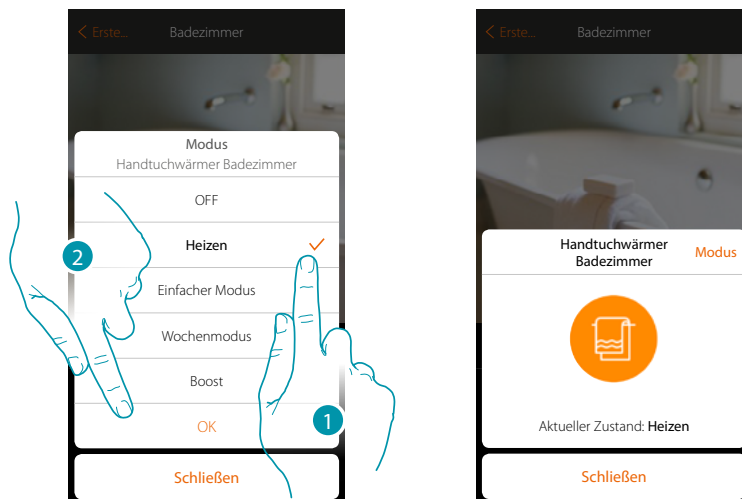 Erste...
Badezimmer
Modus
Handtuchwärmer Badezimmer
OFF
Heizen
2
Einfacher Modus
Wochenmodus
Boost
OK
1
Schließen
Erste...
Badezimmer
Handtuchwärmer
Badezimmer
Modus
Aktueller Zustand: Heizen
Schließen